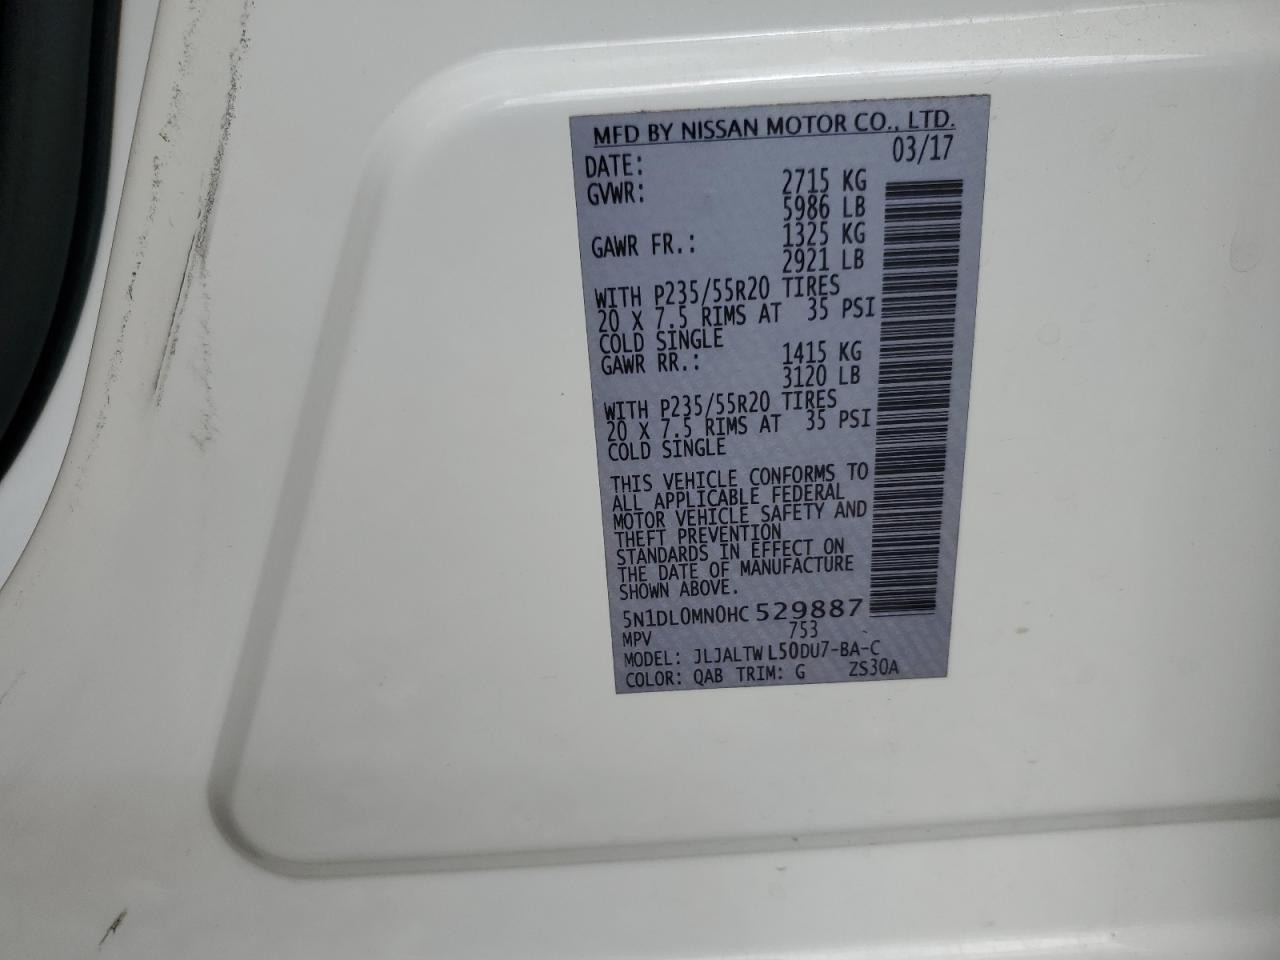 MFD BY NISSAN MOTOR CO., LTD.
DATE: 03/17
GVWR: 2715 KG
5986 LB
GAWR FR.: 1325 KG
2921 LB
WITH P235/55R20 TIRES
20 X 7.5 RIMS AT 35 PSI
COLD SINGLE
GAWR RR.: 1415 KG
3120 LB
WITH P235/55R20 TIRES
20 X 7.5 RIMS AT 35 PSI
COLD SINGLE
THIS VEHICLE CONFORMS TO
ALL APPLICABLE FEDERAL
MOTOR VEHICLE SAFETY AND
THEFT PREVENTION
STANDARDS IN EFFECT ON
THE DATE OF MANUFACTURE
SHOWN ABOVE.
5N1DL0MN0HC 529887
MPV 753
MODEL: JLJALTW L50DU7-BA-C
COLOR: QAB TRIM: G ZS30A